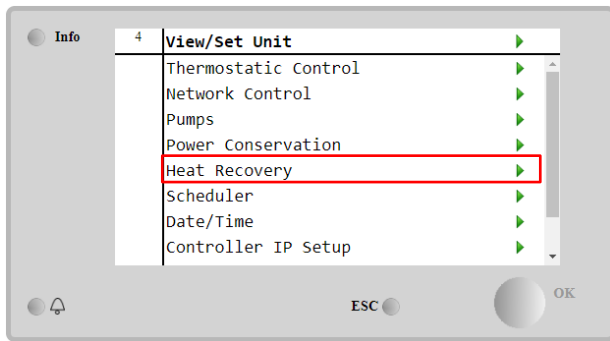 Info
4 View/Set Unit
Thermostatic Control
Network Control
Pumps
Power Conservation
Heat Recovery
Scheduler
Date/Time
Controller IP Setup
ESC OK